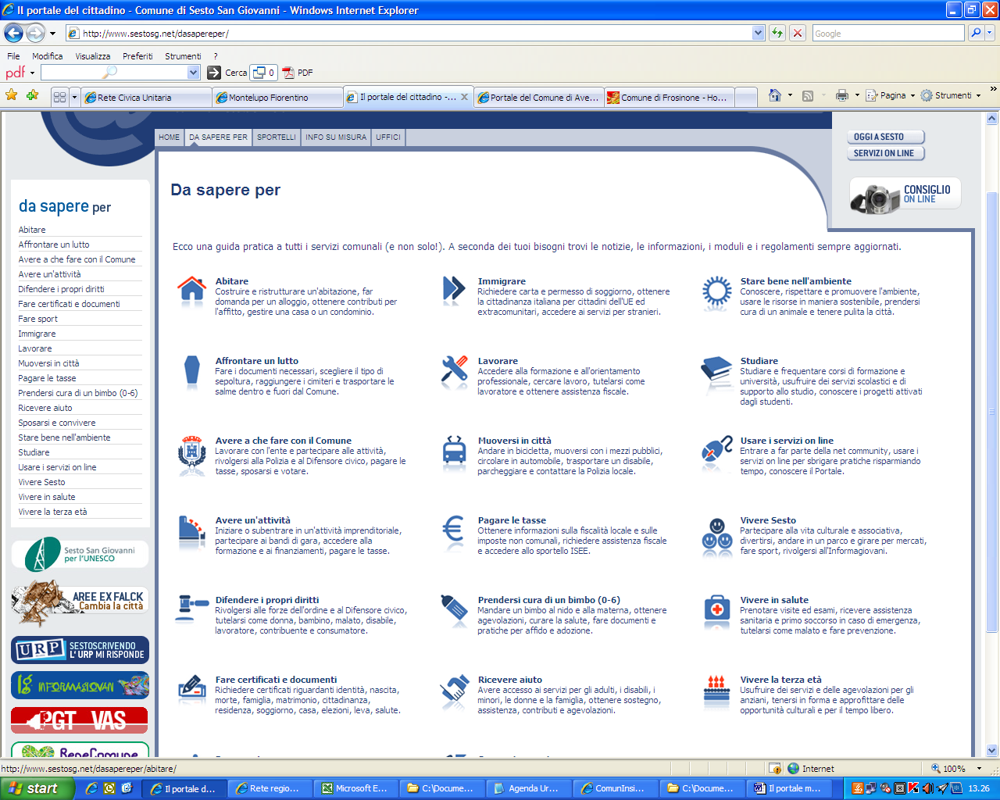 Il portale del cittadino - Comune di Sesto San Giovanni - Windows Internet Explorer
http://www.sestosg.net/dasapereper/
Google
File Modifica Visualizza Preferiti Strumenti ?
pdf Cerca 0 PDF
Rete Civica Unitaria Montelupo Fiorentino Il portale del cittadino -... Portale del Comune di Ave... Comune di Frosinone - Ho... Pagina Strumenti
HOME DA SAPERE PER SPORTELLI INFO SU MISURA UFFICI
OGGI A SESTO
SERVIZI ON LINE
CONSIGLIO
ON LINE
Da sapere per
da sapere per
Abitare
Affrontare un lutto
Avere a che fare con il Comune
Avere un'attività
Difendere i propri diritti
Fare certificati e documenti
Fare sport
Immigrare
Lavorare
Muoversi in città
Pagare le tasse
Prendersi cura di un bimbo (0-6)
Ricevere aiuto
Sposarsi e convivere
Stare bene nell'ambiente
Studiare
Usare i servizi on line
Vivere Sesto
Vivere in salute
Vivere la terza età
Sesto San Giovanni
per l'UNESCO
AREE EX FALCK
Cambia la città
URP SESTOSCRIVENDO
L'URP MI RISPONDE
Ig INFORMAGIOVANI
PGT VAS
ReteComune
Ecco una guida pratica a tutti i servizi comunali (e non solo!). A seconda dei tuoi bisogni trovi le notizie, le informazioni, i moduli e i regolamenti sempre aggiornati.
Abitare
Costruire e ristrutturare un'abitazione, far
domanda per un alloggio, ottenere contributi per
l'affitto, gestire una casa o un condominio.
Immigrare
Richiedere carta e permesso di soggiorno, ottenere
la cittadinanza italiana per cittadini dell'UE ed
extracomunitari, accedere ai servizi per stranieri.
Stare bene nell'ambiente
Conoscere, rispettare e promuovere l'ambiente,
usare le risorse in maniera sostenibile, prendersi
cura di un animale e tenere pulita la città.
Affrontare un lutto
Fare i documenti necessari, scegliere il tipo di
sepoltura, raggiungere i cimiteri e trasportare le
salme dentro e fuori dal Comune.
Lavorare
Accedere alla formazione e all'orientamento
professionale, cercare lavoro, tutelarsi come
lavoratore e ottenere assistenza fiscale.
Studiare
Studiare e frequentare corsi di formazione e
università, usufruire dei servizi scolastici e di
supporto allo studio, conoscere i progetti attivati
dagli studenti.
Avere a che fare con il Comune
Lavorare con l'ente e partecipare alle attività,
rivolgersi alla Polizia e al Difensore civico, pagare le
tasse, sposarsi e votare.
Muoversi in città
Andare in bicicletta, muoversi con i mezzi pubblici,
circolare in automobile, trasportare un disabile,
parcheggiare e contattare la Polizia locale.
Usare i servizi on line
Entrare a far parte della net community, usare i
servizi on line per sbrigare pratiche risparmiando
tempo, conoscere il Portale.
Avere un'attività
Iniziare o subentrare in un'attività imprenditoriale,
partecipare ai bandi di gara, accedere alla
formazione e ai finanziamenti, pagare le tasse.
Pagare le tasse
Ottenere informazioni sulla fiscalità locale e sulle
imposte non comunali, richiedere assistenza fiscale
e accedere allo sportello ISEE.
Vivere Sesto
Partecipare alla vita culturale e associativa,
divertirsi, andare in un parco e girare per mercati,
fare sport, rivolgersi all'Informagiovani.
Difendere i propri diritti
Rivolgersi alle forze dell'ordine e al Difensore civico,
tutelarsi come donna, bambino, malato, disabile,
lavoratore, contribuente e consumatore.
Prendersi cura di un bimbo (0-6)
Mandare un bimbo al nido e alla materna, ottenere
agevolazioni, curare la salute, fare documenti e
pratiche per affido e adozione.
Vivere in salute
Prenotare visite ed esami, ricevere assistenza
sanitaria e primo soccorso in caso di emergenza,
tutelarsi come malato e fare prevenzione.
Fare certificati e documenti
Richiedere certificati riguardanti identità, nascita,
morte, famiglia, matrimonio, cittadinanza,
residenza, soggiorno, casa, elezioni, leva, salute.
Ricevere aiuto
Avere accesso ai servizi per gli adulti, i disabili, i
minori, le donne e la famiglia, ottenere sostegno,
assistenza, contributi e agevolazioni.
Vivere la terza età
Usufruire dei servizi e delle agevolazioni per gli
anziani, tenersi in forma e approfittare delle
opportunità culturali e per il tempo libero.
http://www.sestosg.net/dasapereper/abitare/ Internet 100%
start Il portale d... Rete regio... Microsoft E... C:\Docume... Agenda Ur... ComunInsi... C:\Docume... Il portale m... 13.26